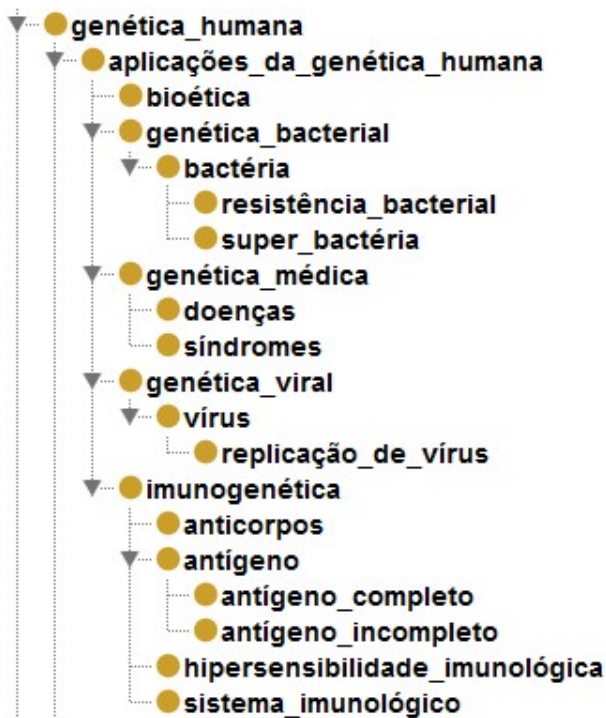 genética_humana
aplicações_da_genética_humana
bioética
genética_bacterial
bactéria
resistência_bacterial
super_bactéria
genética_médica
doenças
síndromes
genética_viral
vírus
replicação_de_vírus
imunogenética
anticorpos
antígeno
antígeno_completo
antígeno_incompleto
hipersensibilidade_imunológica
sistema_imunológico